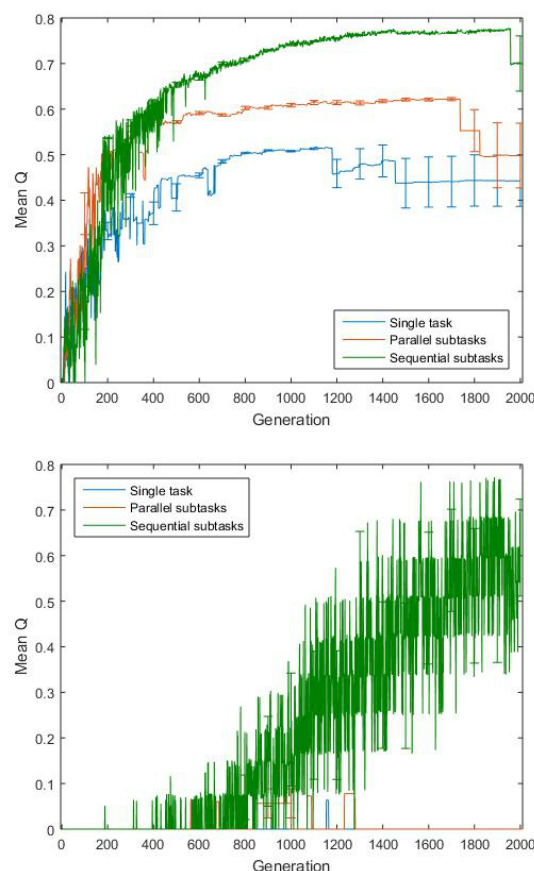 0.8
0.7
0.6
0.5
0.4
0.3
0.2
0.1
0
Mean Q
Single task
Parallel subtasks
Sequential subtasks
0 200 400 600 800 1000 1200 1400 1600 1800 2000
Generation
0.8
0.7
0.6
0.5
0.4
0.3
0.2
0.1
0
Mean Q
Single task
Parallel subtasks
Sequential subtasks
0 200 400 600 800 1000 1200 1400 1600 1800 2000
Generation